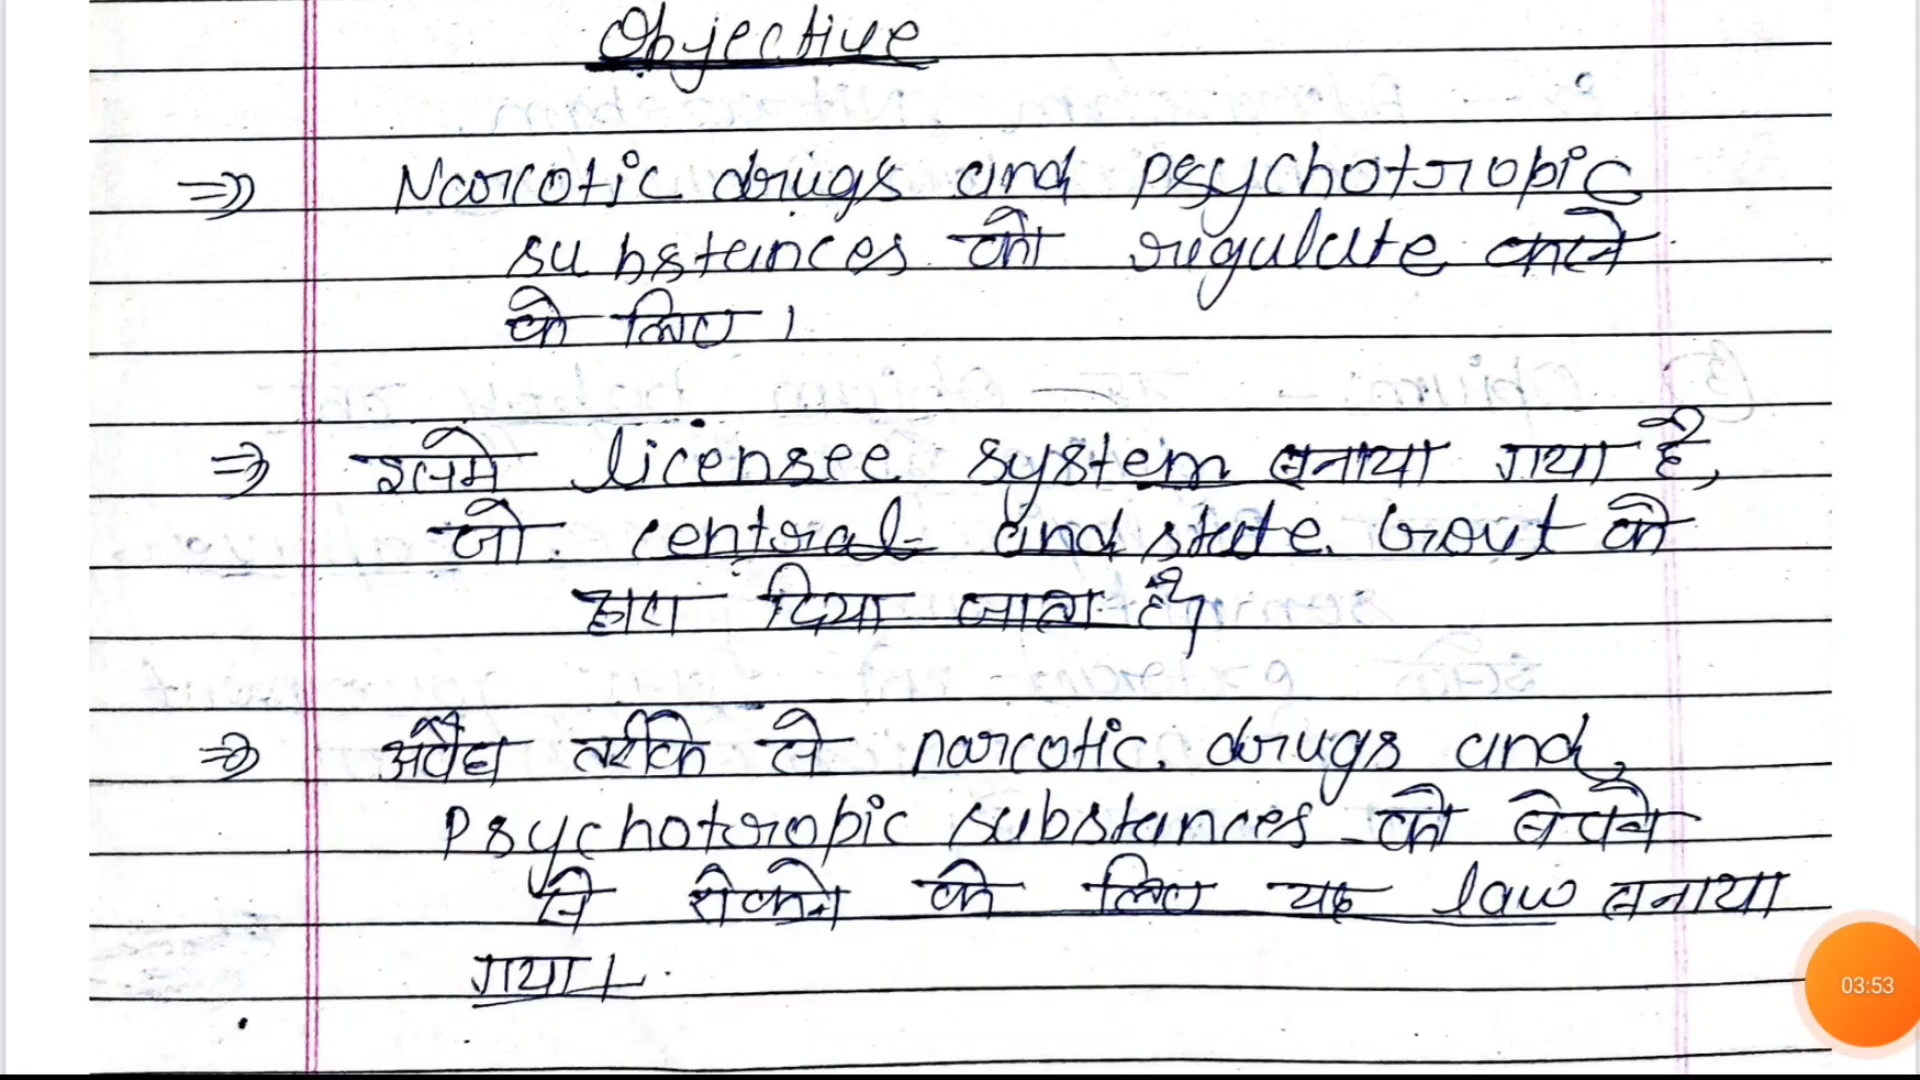 Objective
⇒ Narcotic drugs and psychotropic
substances को regulate करने
के लिए।
⇒ इसमे licensee system बनाया गया है,
जो central and state Govt के
द्वारा दिया जाता है
⇒ अवैध तरीके से narcotic drugs and
psychotropic substances को बेचने
से रोकने के लिए यह law बनाया
गया।
03:53